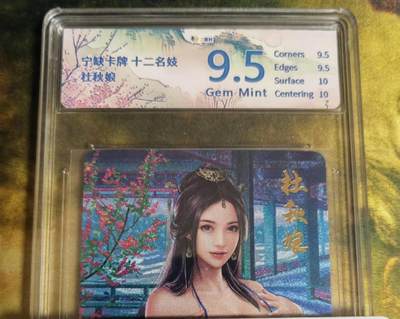 宁缺卡牌 十二名妓
杜秋娘
9.5
Gem Mint
Corners 9.5
Edges 9.5
Surface 10
Centering 10
杜秋娘